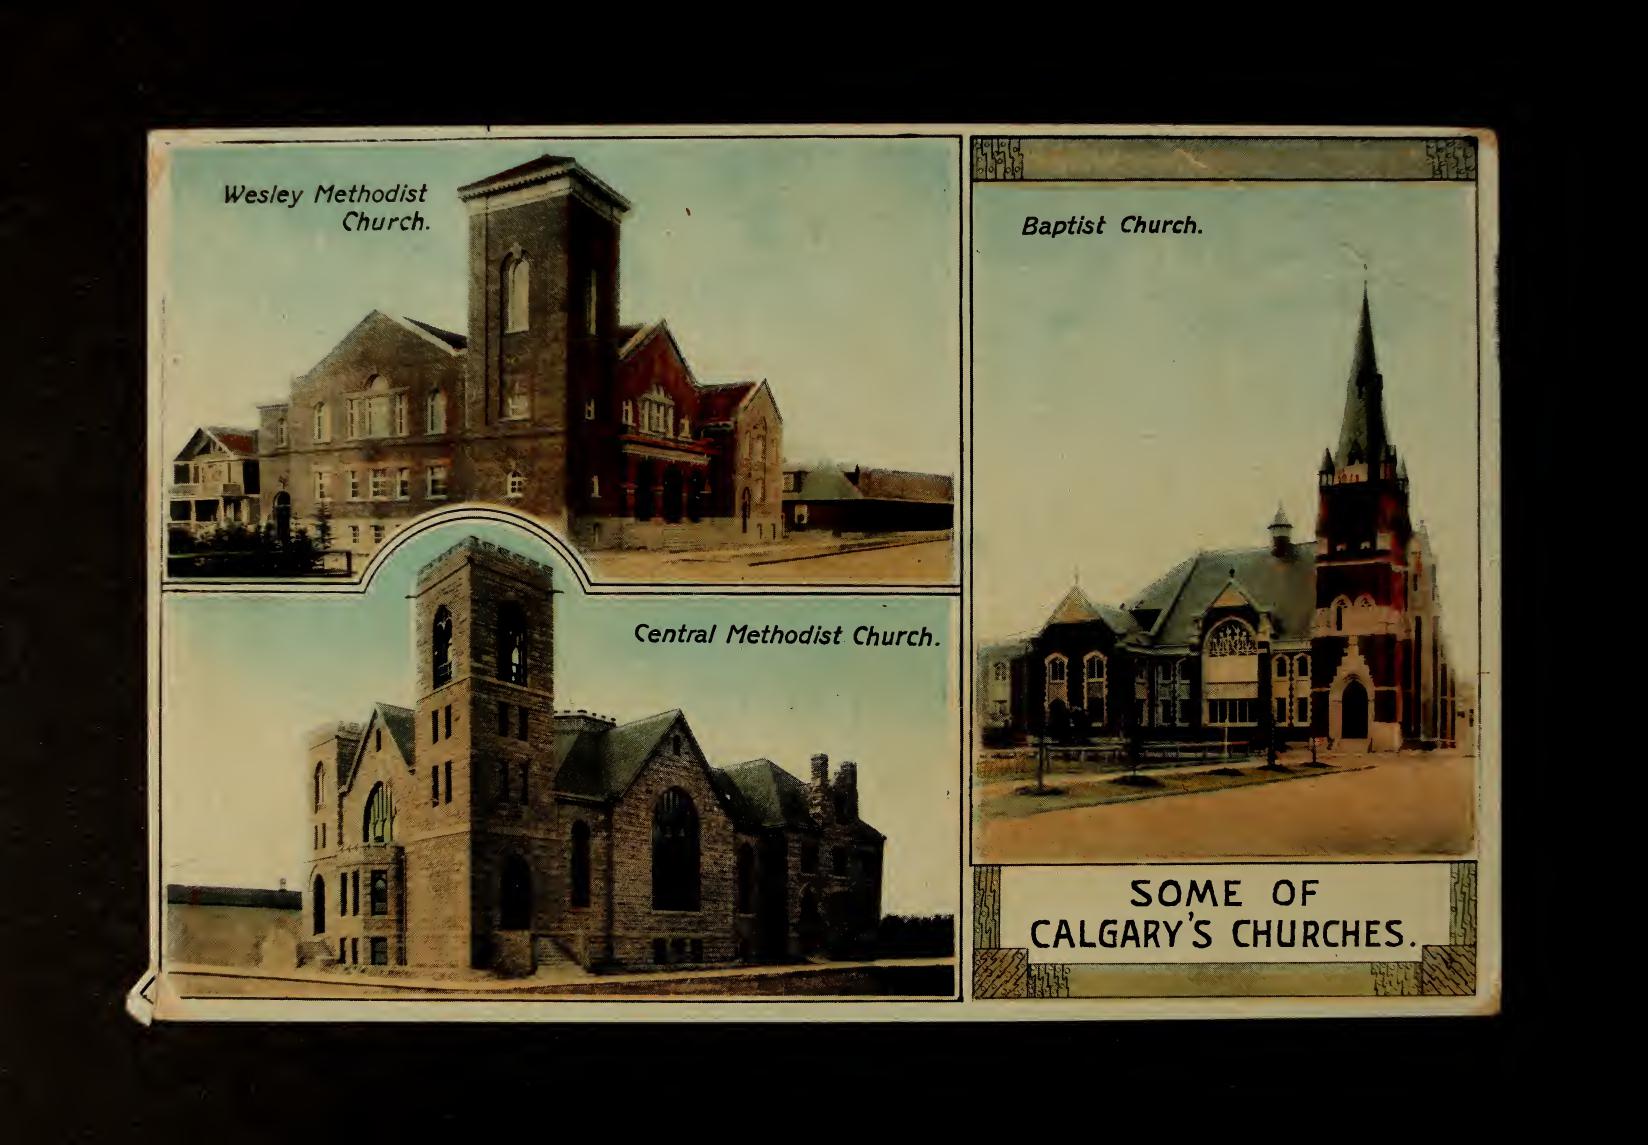 Wesley Methodist
Church.
Central Methodist Church.
Baptist Church.
SOME OF
CALGARY'S CHURCHES.